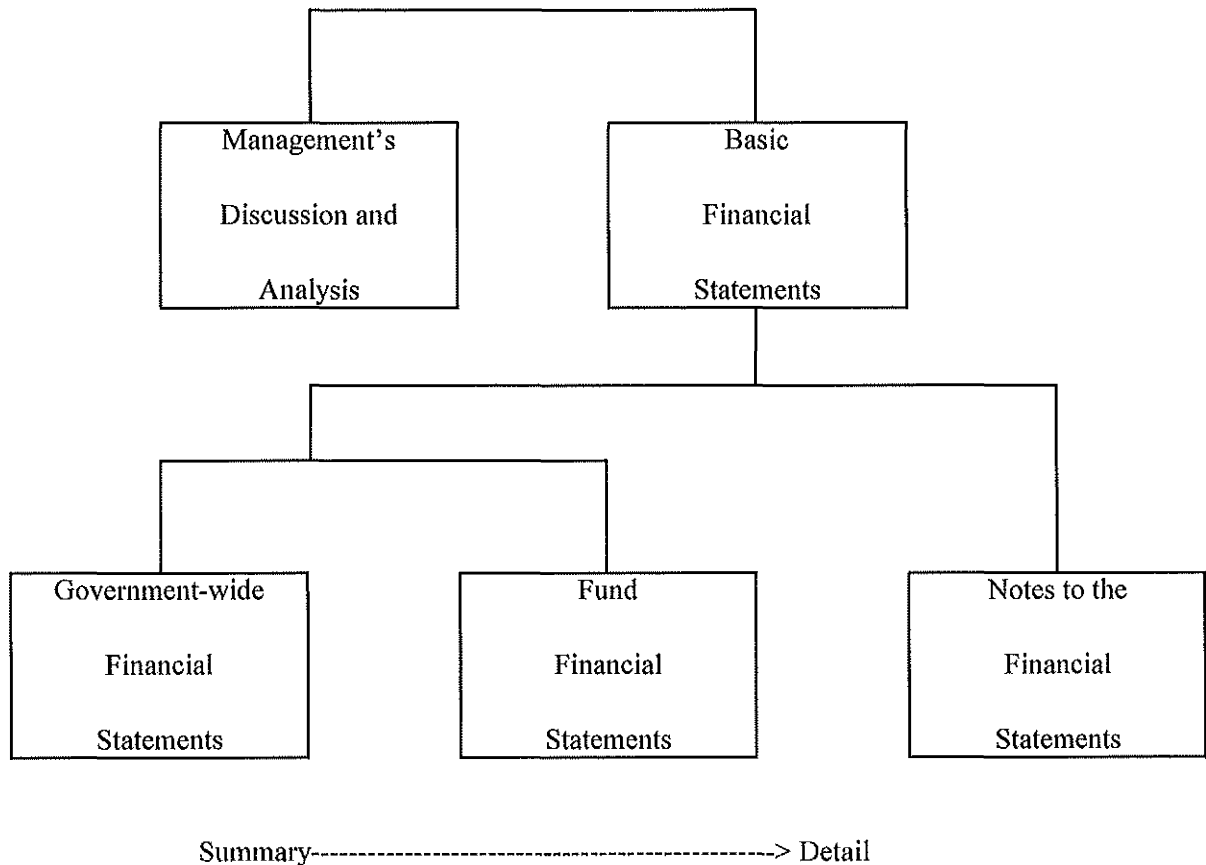 Management’s
Discussion and
Analysis
Basic
Financial
Statements
Government-wide
Financial
Statements
Fund
Financial
Statements
Notes to the
Financial
Statements
Summary------------------------------------> Detail